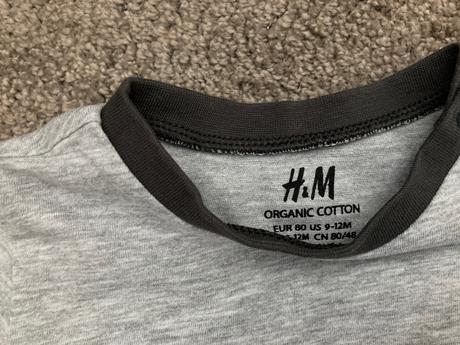 H&M
ORGANIC COTTON
EUR 80 US 9-12M
-12M CN 80/48